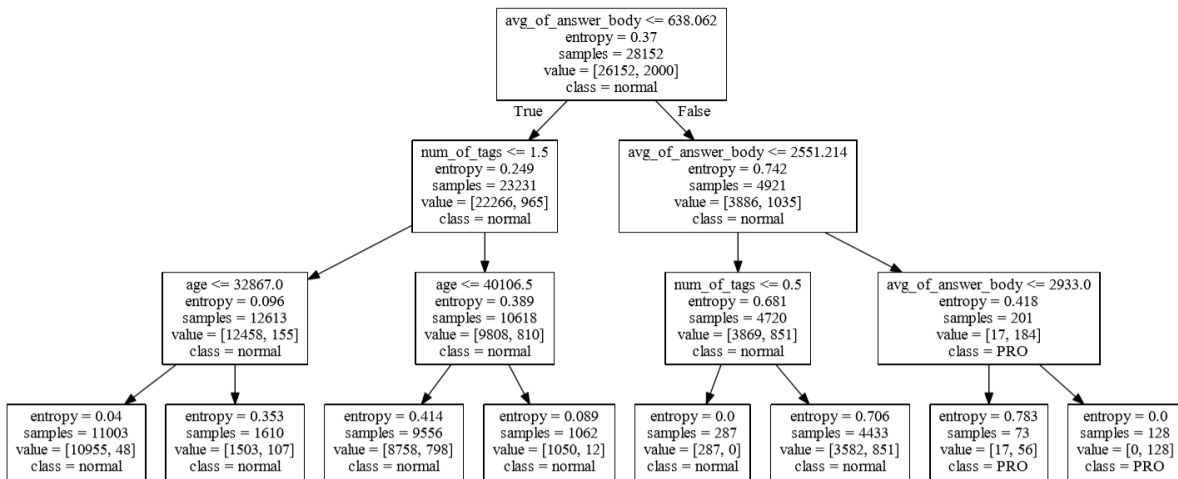 avg_of_answer_body <= 638.062
entropy = 0.37
samples = 28152
value = [26152, 2000]
class = normal
True
False
num_of_tags <= 1.5
entropy = 0.249
samples = 23231
value = [22266, 965]
class = normal
avg_of_answer_body <= 2551.214
entropy = 0.742
samples = 4921
value = [3886, 1035]
class = normal
age <= 32867.0
entropy = 0.096
samples = 12613
value = [12458, 155]
class = normal
age <= 40106.5
entropy = 0.389
samples = 10618
value = [9808, 810]
class = normal
num_of_tags <= 0.5
entropy = 0.681
samples = 4720
value = [3869, 851]
class = normal
avg_of_answer_body <= 2933.0
entropy = 0.418
samples = 201
value = [17, 184]
class = PRO
entropy = 0.04
samples = 11003
value = [10955, 48]
class = normal
entropy = 0.353
samples = 1610
value = [1503, 107]
class = normal
entropy = 0.414
samples = 9556
value = [8758, 798]
class = normal
entropy = 0.089
samples = 1062
value = [1050, 12]
class = normal
entropy = 0.0
samples = 287
value = [287, 0]
class = normal
entropy = 0.706
samples = 4433
value = [3582, 851]
class = normal
entropy = 0.783
samples = 73
value = [17, 56]
class = PRO
entropy = 0.0
samples = 128
value = [0, 128]
class = PRO